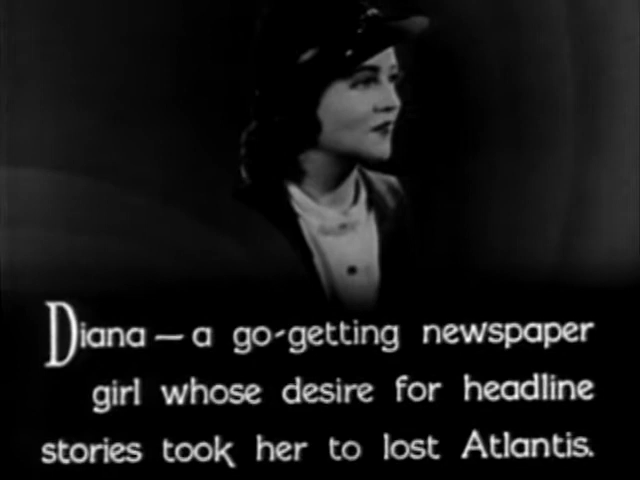 Diana — a go-getting newspaper
girl whose desire for headline
stories took her to lost Atlantis.